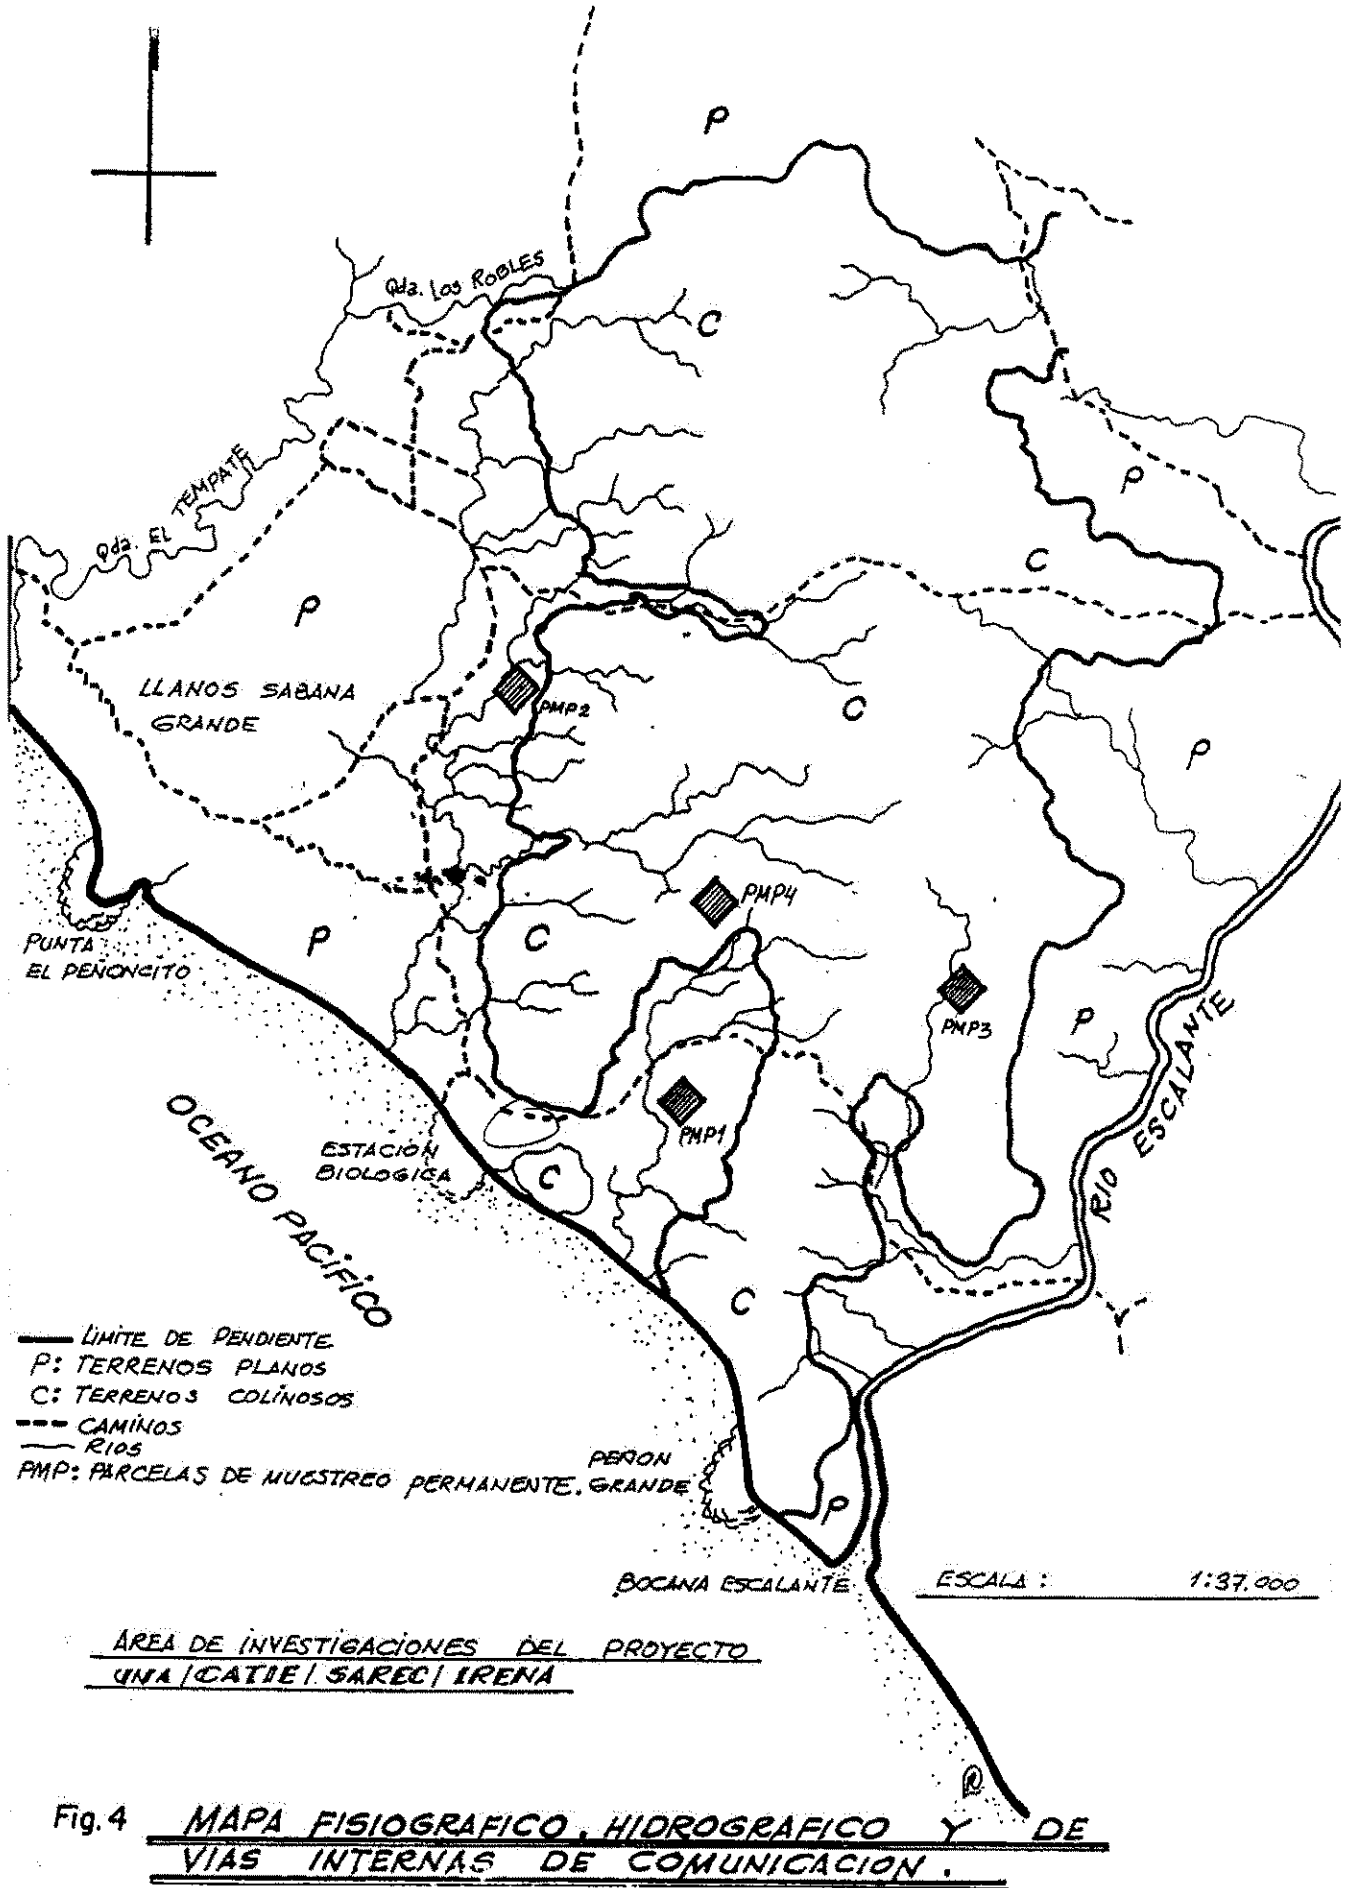 P
Qda. LOS ROBLES
C
Qda. EL TEMPATE
P
C
P
LLANOS SABANA
GRANDE
PMP2
C
P
PMP4
P
C
PUNTA
EL PEÑONCITO
PMP3
P
RIO ESCALANTE
OCEANO PACÍFICO
PMP1
ESTACIÓN
BIOLOGICA
C
C
LIMITE DE PENDIENTE
P: TERRENOS PLANOS
C: TERRENOS COLINOSOS
CAMINOS
RIOS
PMP: PARCELAS DE MUESTREO PERMANENTE.
PEÑON
GRANDE
P
BOCANA ESCALANTE
ESCALA : 1:37.000
AREA DE INVESTIGACIONES DEL PROYECTO
UNA/CATIE/SAREC/IRENA
R
Fig. 4 MAPA FISIOGRAFICO, HIDROGRAFICO Y DE
VIAS INTERNAS DE COMUNICACION.